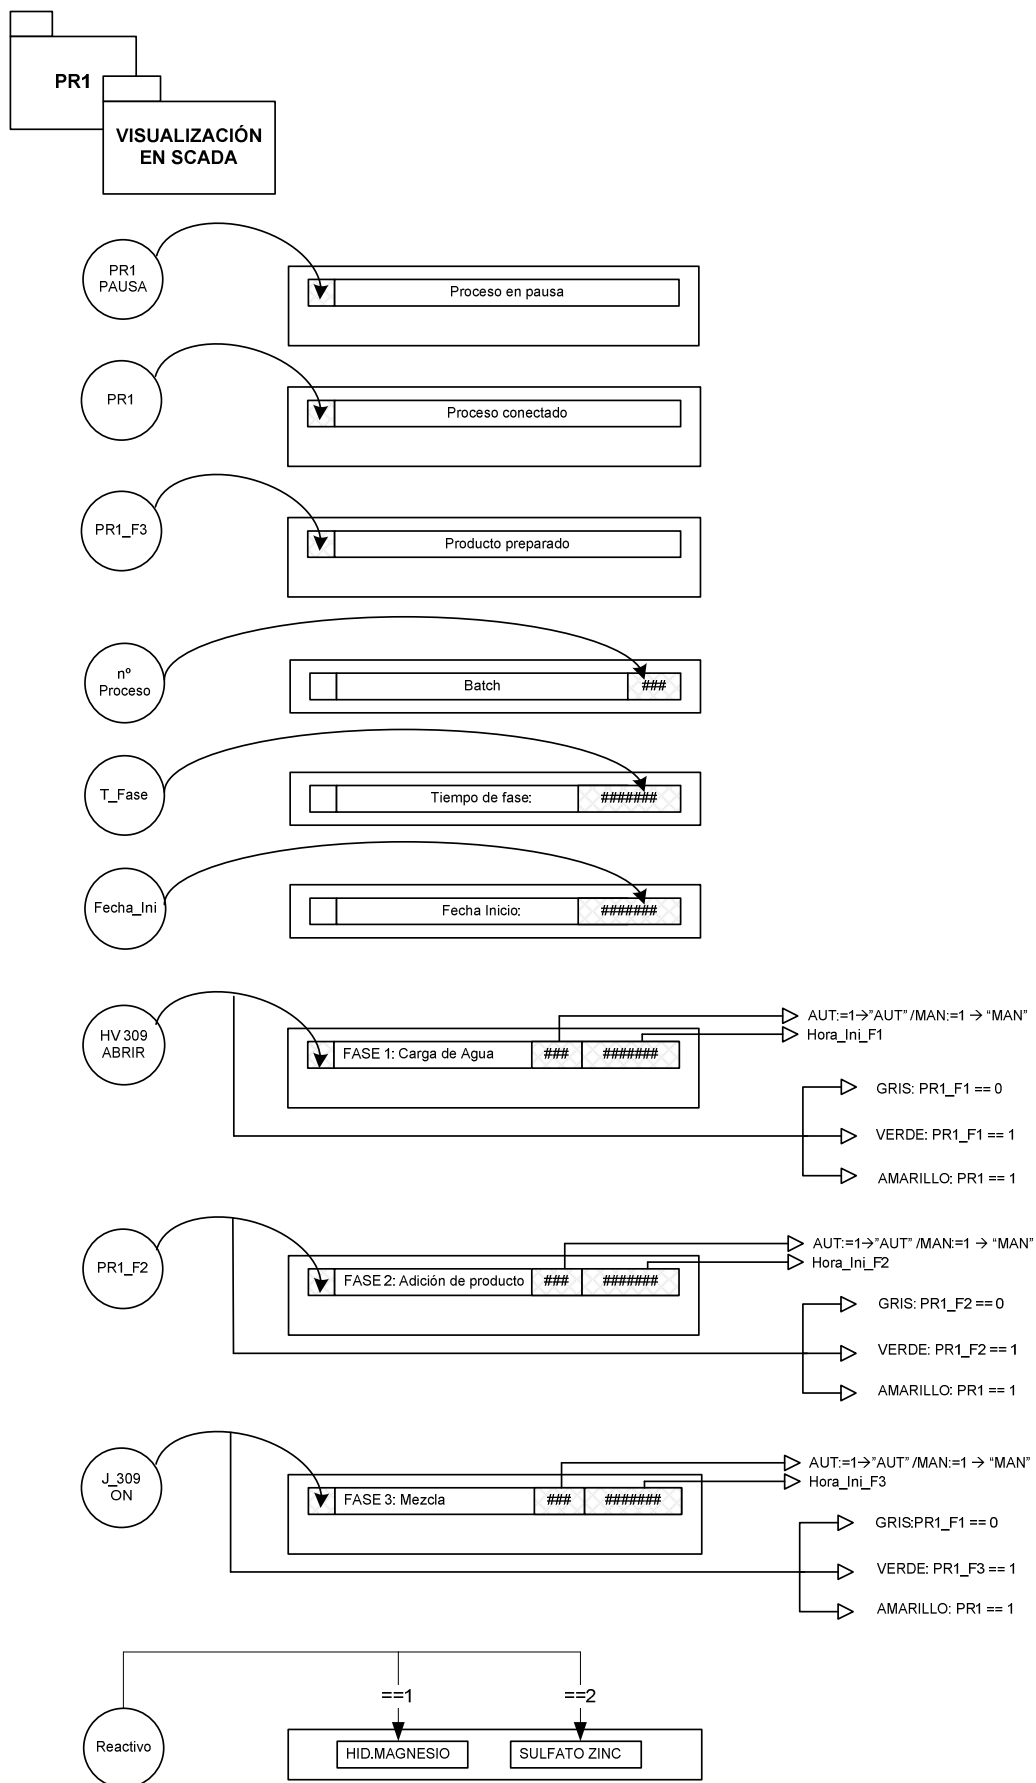 PR1
VISUALIZACIÓN
EN SCADA
PR1
PAUSA
Proceso en pausa
PR1
Proceso conectado
PR1_F3
Producto preparado
nº
Proceso
Batch
###
T_Fase
Tiempo de fase:
#######
Fecha_Ini
Fecha Inicio:
#######
HV 309
ABRIR
FASE 1: Carga de Agua
###
#######
AUT:=1→”AUT” /MAN:=1 → “MAN”
Hora_Ini_F1
GRIS: PR1_F1 == 0
VERDE: PR1_F1 == 1
AMARILLO: PR1 == 1
PR1_F2
FASE 2: Adición de producto
###
#######
AUT:=1→”AUT” /MAN:=1 → “MAN”
Hora_Ini_F2
GRIS: PR1_F2 == 0
VERDE: PR1_F2 == 1
AMARILLO: PR1 == 1
J_309
ON
FASE 3: Mezcla
###
#######
AUT:=1→”AUT” /MAN:=1 → “MAN”
Hora_Ini_F3
GRIS:PR1_F1 == 0
VERDE: PR1_F3 == 1
AMARILLO: PR1 == 1
==1
==2
Reactivo
HID.MAGNESIO
SULFATO ZINC